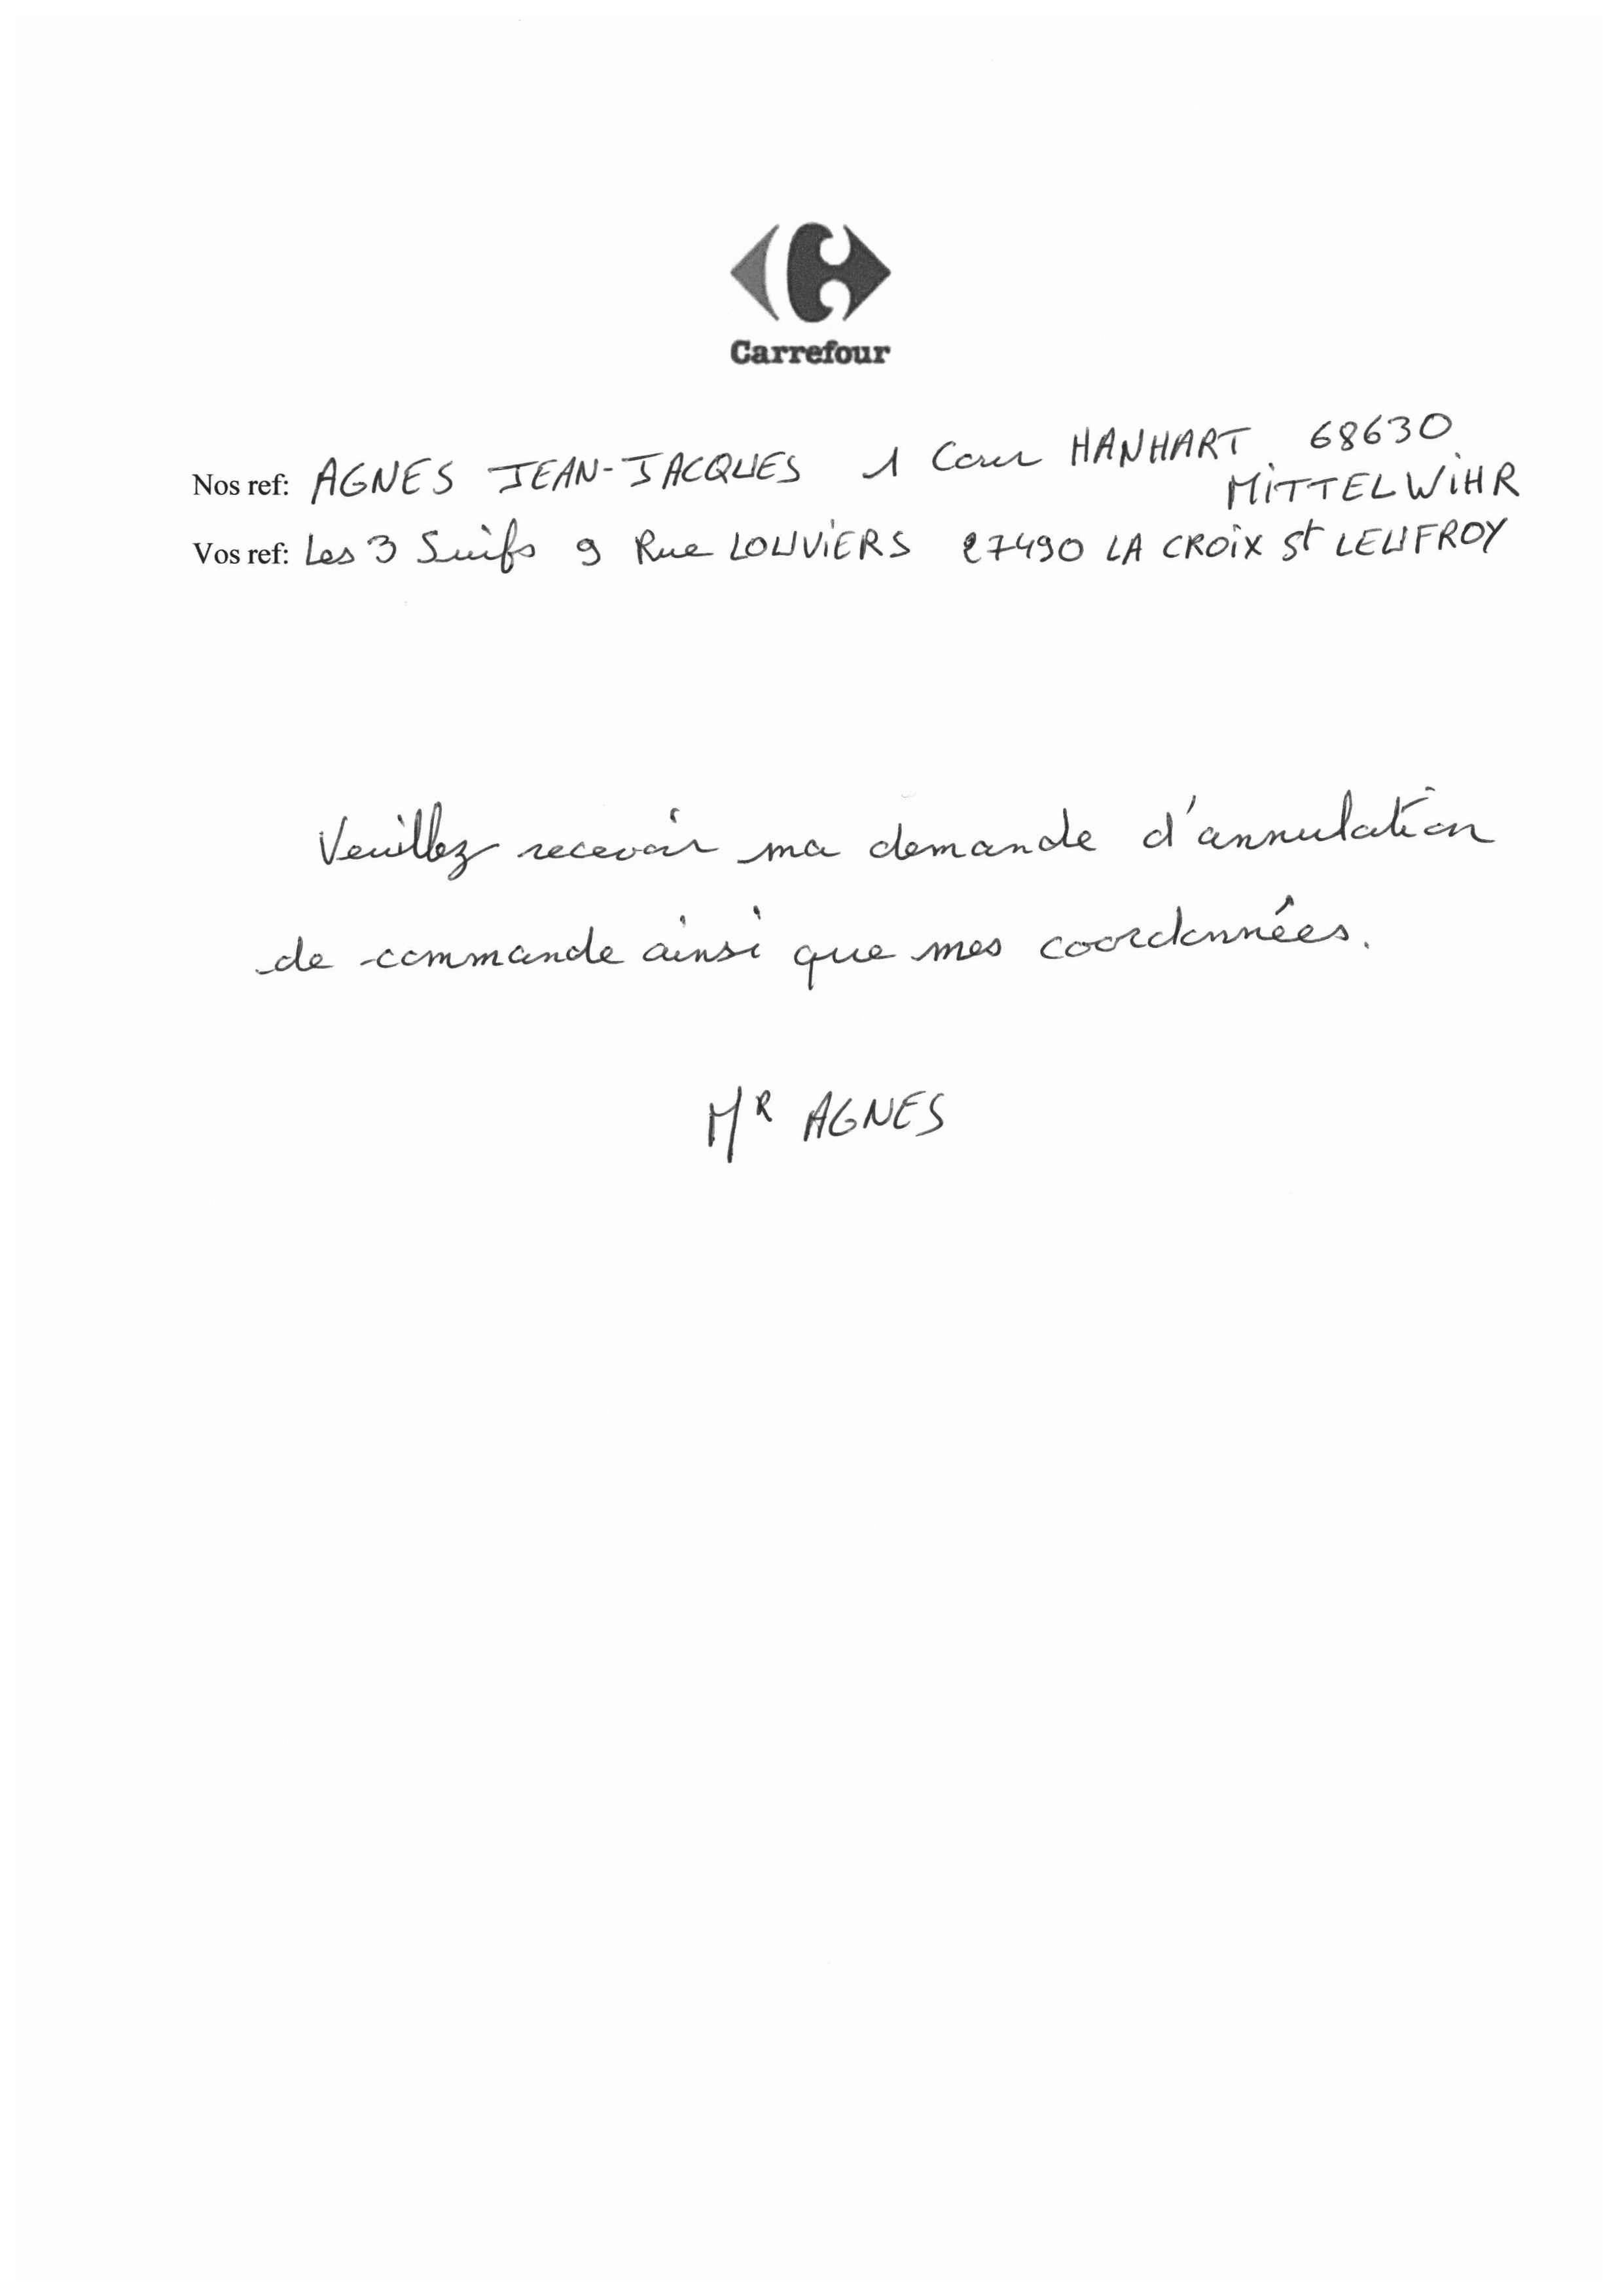 Carrefour
Nos ref: AGNES JEAN-JACQUES 1 Cour HANHART 68630
MITTELWIHR
Vos ref: Les 3 Suifs 9 Rue LOUVIERS 27490 LA CROIX St LEUFROY
Veuillez recevoir ma demande d'annulation
de commande ainsi que mes coordonnées.
MR AGNES